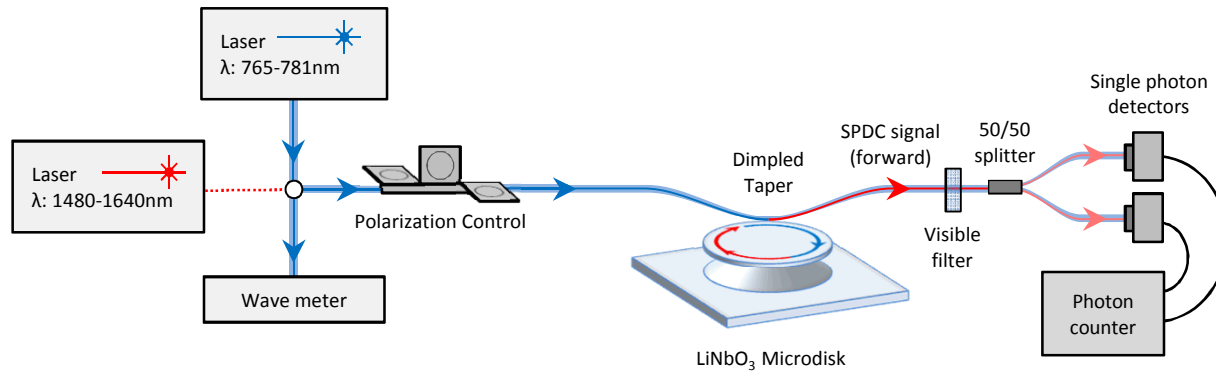 Laser
λ: 765-781nm
Laser
λ: 1480-1640nm
Wave meter
Polarization Control
Dimpled
Taper
LiNbO₃ Microdisk
SPDC signal
(forward)
Visible
filter
50/50
splitter
Single photon
detectors
Photon
counter